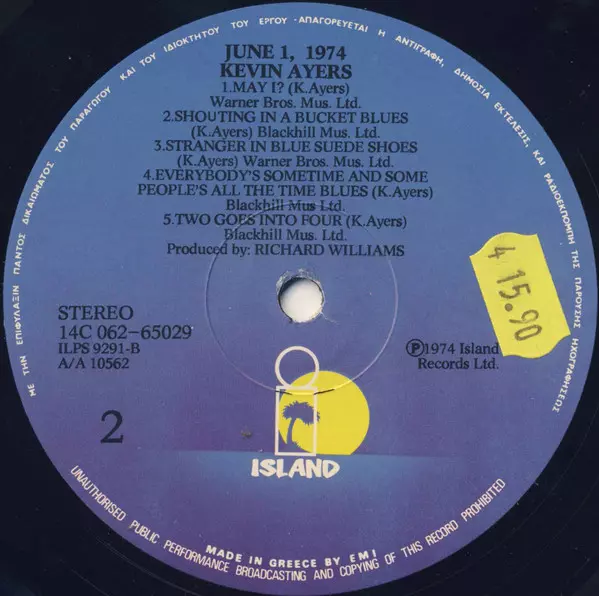 ΜΕ ΤΗΝ ΕΠΙΦΥΛΑΞΙΝ ΠΑΝΤΟΣ ΔΙΚΑΙΩΜΑΤΟΣ ΤΟΥ ΠΑΡΑΓΩΓΟΥ ΚΑΙ ΤΟΥ ΙΔΙΟΚΤΗΤΟΥ ΤΟΥ ΕΡΓΟΥ - ΑΠΑΓΟΡΕΥΕΤΑΙ Η ΑΝΤΙΓΡΑΦΗ, ΔΗΜΟΣΙΑ ΕΚΤΕΛΕΣΙΣ, ΚΑΙ ΡΑΔΙΟΕΚΠΟΜΠΗ ΤΗΣ ΠΑΡΟΥΣΗΣ ΗΧΟΓΡΑΦΗΣΕΩΣ
JUNE 1, 1974
KEVIN AYERS
1.MAY I? (K.Ayers)
Warner Bros. Mus. Ltd.
2.SHOUTING IN A BUCKET BLUES
(K.Ayers) Blackhill Mus. Ltd.
3.STRANGER IN BLUE SUEDE SHOES
(K.Ayers) Warner Bros. Mus. Ltd.
4.EVERYBODY'S SOMETIME AND SOME
PEOPLE'S ALL THE TIME BLUES (K.Ayers)
Blackhill Mus Ltd.
5.TWO GOES INTO FOUR (K.Ayers)
Blackhill Mus. Ltd.
Produced by: RICHARD WILLIAMS
4 15.90
STEREO
14C 062-65029
ILPS 9291-B
A/A 10562
℗1974 Island
Records Ltd.
2
ISLAND
MADE IN GREECE BY EMI
UNAUTHORISED PUBLIC PERFORMANCE BROADCASTING AND COPYING OF THIS RECORD PROHIBITED